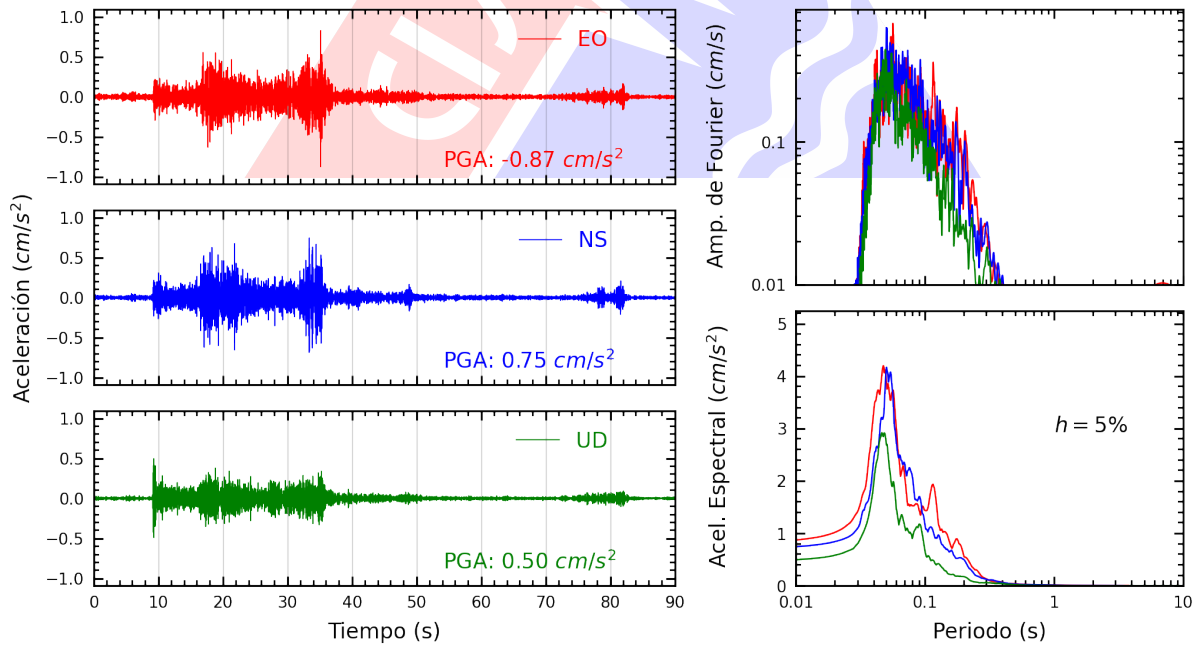 Aceleración (cm/s²)
1.0
0.5
0.0
−0.5
−1.0
EO
PGA: -0.87 cm/s²
1.0
0.5
0.0
−0.5
−1.0
NS
PGA: 0.75 cm/s²
1.0
0.5
0.0
−0.5
−1.0
UD
PGA: 0.50 cm/s²
0 10 20 30 40 50 60 70 80 90
Tiempo (s)
Amp. de Fourier (cm/s)
0.1
0.01
Acel. Espectral (cm/s²)
5
4
3
2
1
0
h = 5%
0.01 0.1 1 10
Periodo (s)